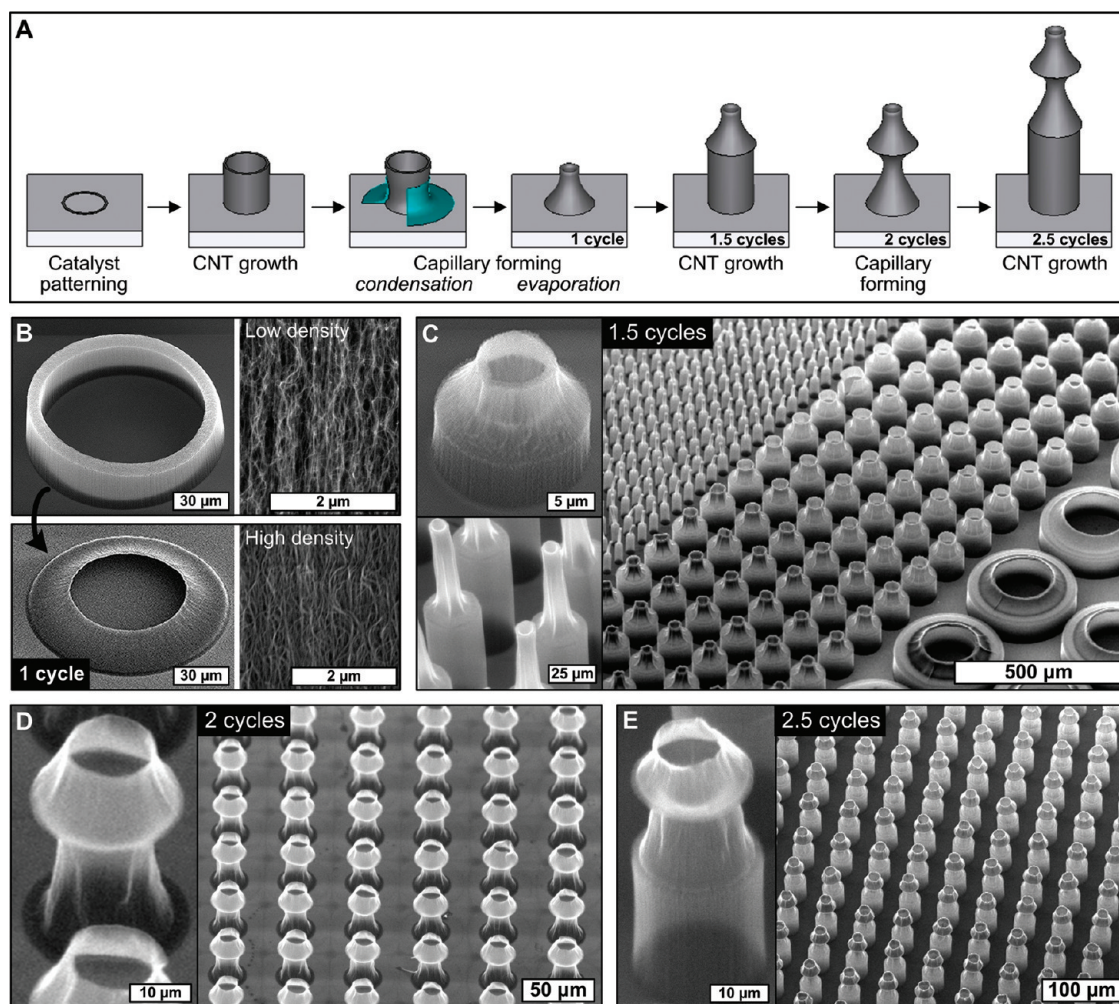 A
1 cycle
1.5 cycles
2 cycles
2.5 cycles
Catalyst
patterning
CNT growth
Capillary forming
condensation evaporation
CNT growth
Capillary
forming
CNT growth
B
Low density
30 µm
2 µm
High density
1 cycle
30 µm
2 µm
C
1.5 cycles
5 µm
25 µm
500 µm
D
2 cycles
10 µm
50 µm
E
2.5 cycles
10 µm
100 µm